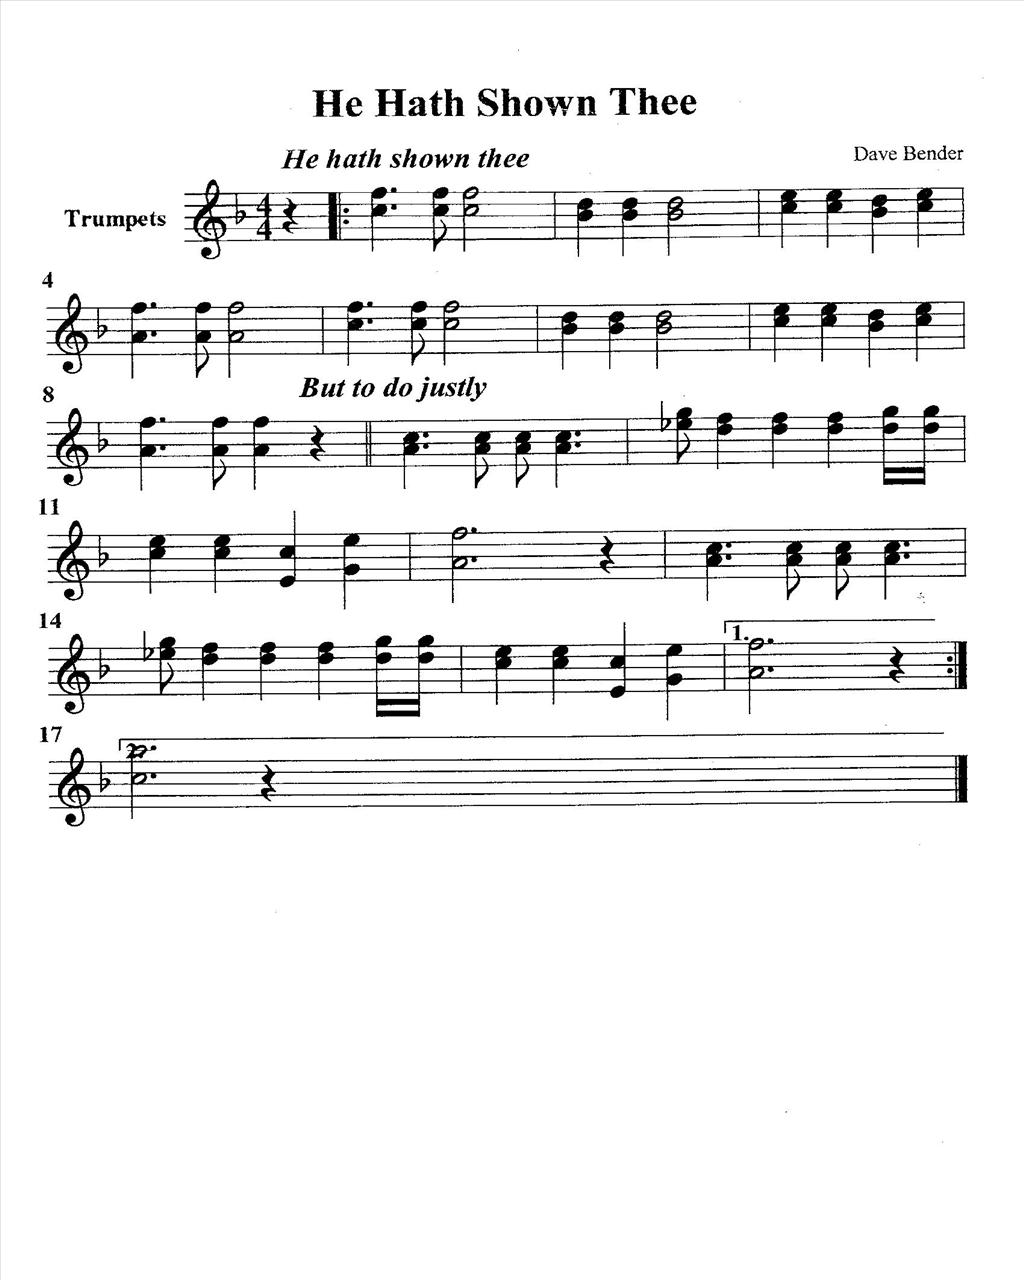 He Hath Shown Thee
He hath shown thee
Dave Bender
Trumpets
4
4
4
But to do justly
8
11
14
1.
17
2.